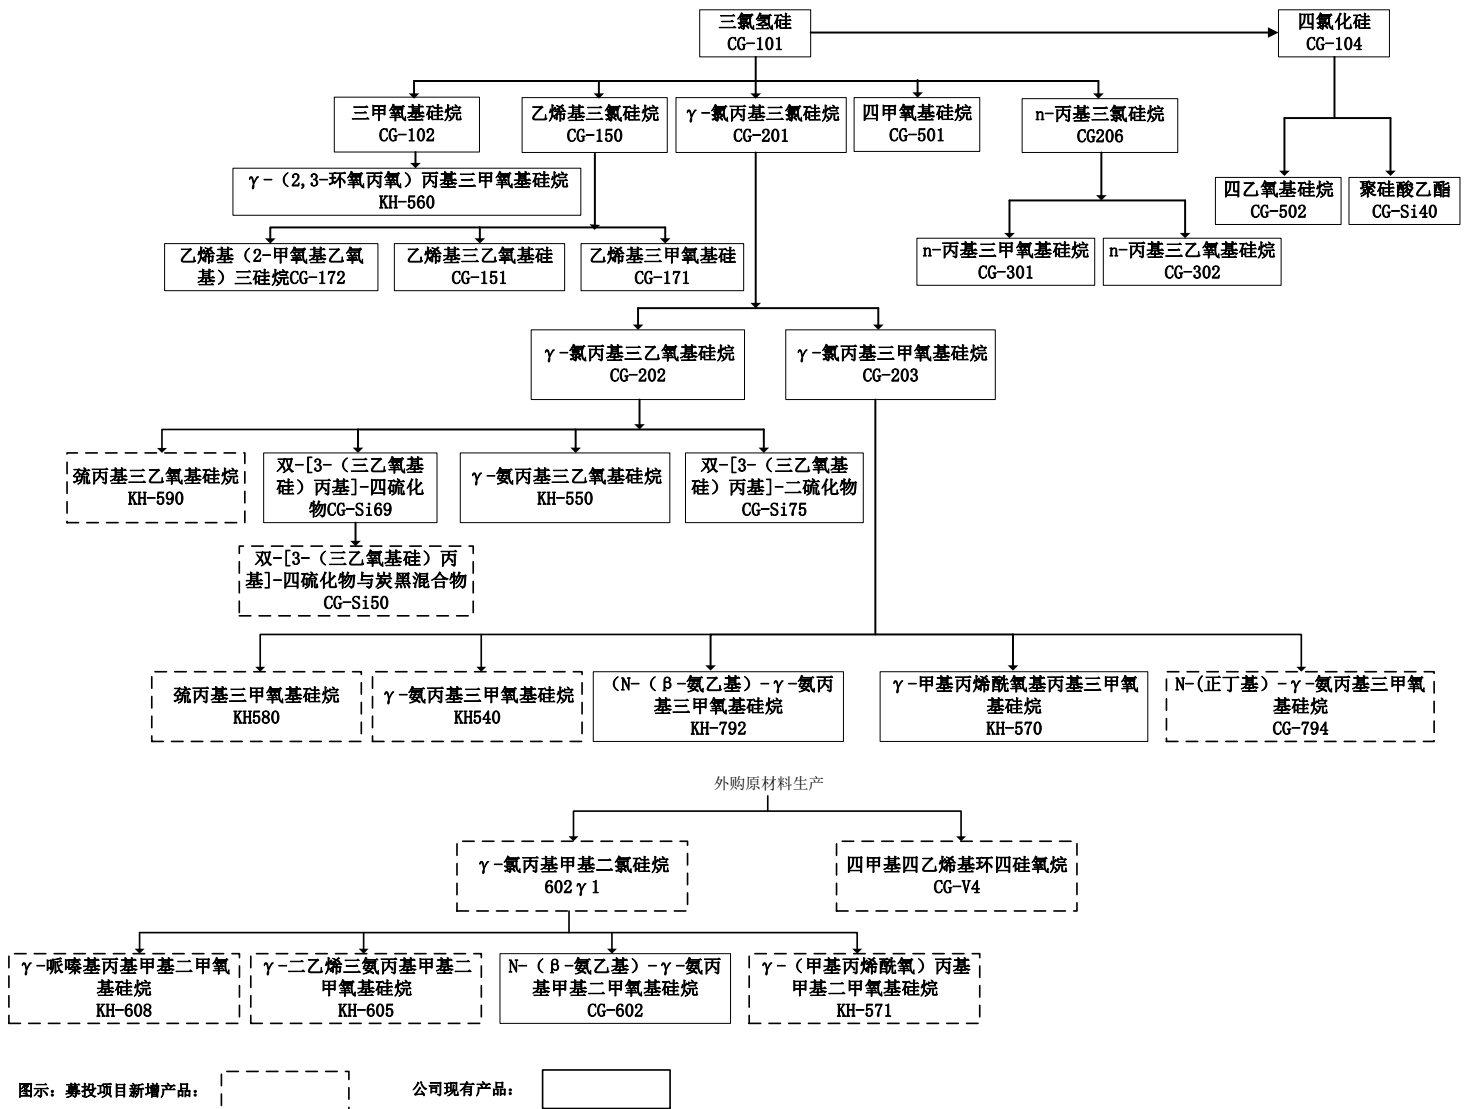 三氯氢硅
CG-101
四氯化硅
CG-104
三甲氧基硅烷
CG-102
乙烯基三氯硅烷
CG-150
γ-氯丙基三氯硅烷
CG-201
四甲氧基硅烷
CG-501
n-丙基三氯硅烷
CG206
γ-（2,3-环氧丙氧）丙基三甲氧基硅烷
KH-560
四乙氧基硅烷
CG-502
聚硅酸乙酯
CG-Si40
乙烯基（2-甲氧基乙氧
基）三硅烷CG-172
乙烯基三乙氧基硅
CG-151
乙烯基三甲氧基硅
CG-171
n-丙基三甲氧基硅烷
CG-301
n-丙基三乙氧基硅烷
CG-302
γ-氯丙基三乙氧基硅烷
CG-202
γ-氯丙基三甲氧基硅烷
CG-203
巯丙基三乙氧基硅烷
KH-590
双-[3-（三乙氧基
硅）丙基]-四硫化
物CG-Si69
γ-氨丙基三乙氧基硅烷
KH-550
双-[3-（三乙氧基
硅）丙基]-二硫化物
CG-Si75
双-[3-（三乙氧基硅）丙
基]-四硫化物与炭黑混合物
CG-Si50
巯丙基三甲氧基硅烷
KH580
γ-氨丙基三甲氧基硅烷
KH540
（N-（β-氨乙基）-γ-氨丙
基三甲氧基硅烷
KH-792
γ-甲基丙烯酰氧基丙基三甲氧
基硅烷
KH-570
N-(正丁基）-γ-氨丙基三甲氧
基硅烷
CG-794
外购原材料生产
γ-氯丙基甲基二氯硅烷
602γ1
四甲基四乙烯基环四硅氧烷
CG-V4
γ-哌嗪基丙基甲基二甲氧
基硅烷
KH-608
γ-二乙烯三氨丙基甲基二
甲氧基硅烷
KH-605
N-（β-氨乙基）-γ-氨丙
基甲基二甲氧基硅烷
CG-602
γ-（甲基丙烯酰氧）丙基
甲基二甲氧基硅烷
KH-571
图示：募投项目新增产品：
公司现有产品：